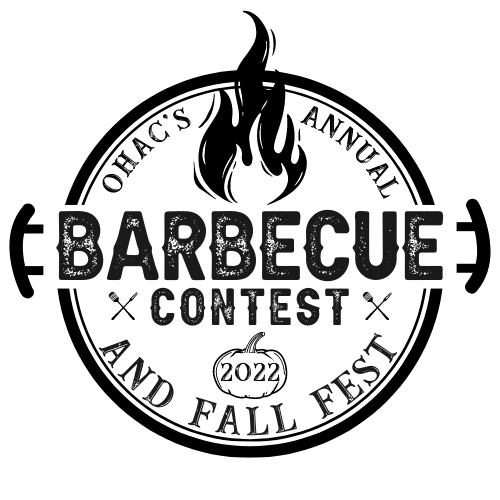 OHAC'S ANNUAL
BARBECUE
CONTEST
2022
AND FALL FEST